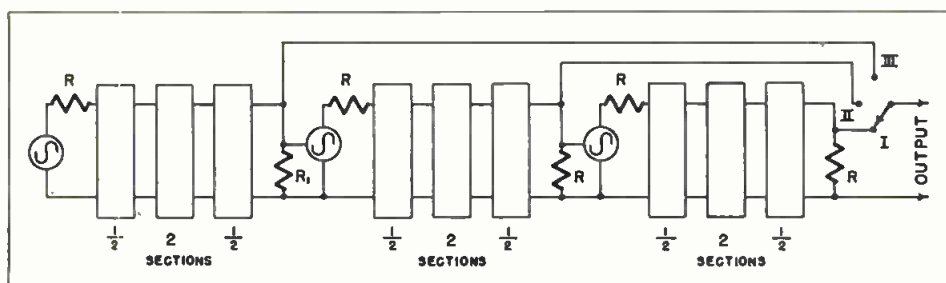 III
R R R
II
I
R₁ R R
OUTPUT
½ 2 ½ ½ 2 ½ ½ 2 ½
SECTIONS SECTIONS SECTIONS